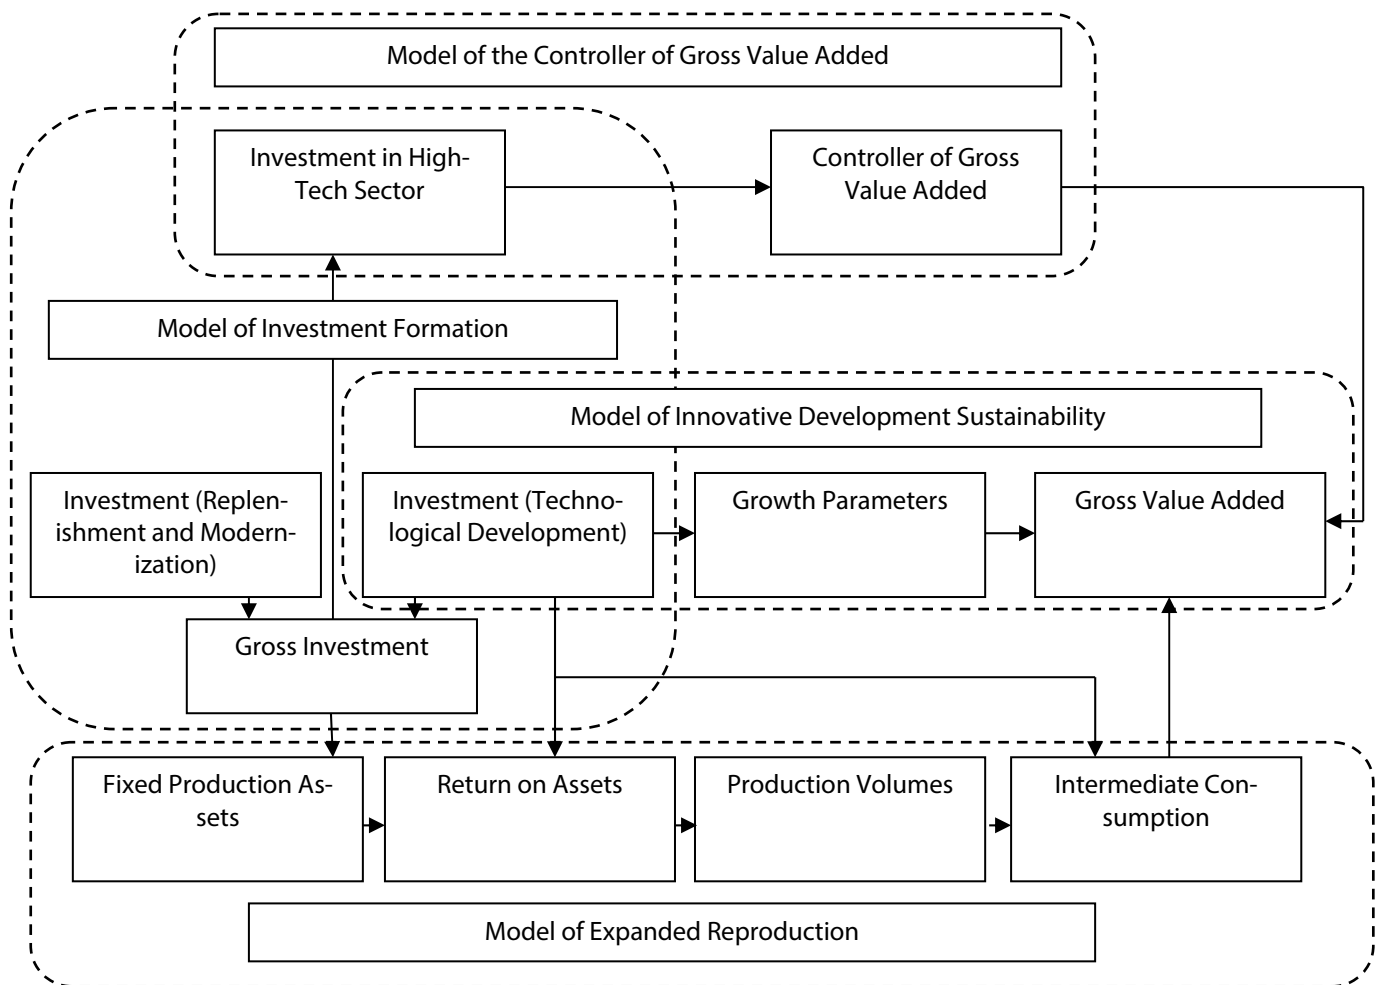 Model of the Controller of Gross Value Added
Investment in High-
Tech Sector
Controller of Gross
Value Added
Model of Investment Formation
Model of Innovative Development Sustainability
Investment (Replen-
ishment and Modern-
ization)
Investment (Techno-
logical Development)
Growth Parameters
Gross Value Added
Gross Investment
Fixed Production As-
sets
Return on Assets
Production Volumes
Intermediate Con-
sumption
Model of Expanded Reproduction